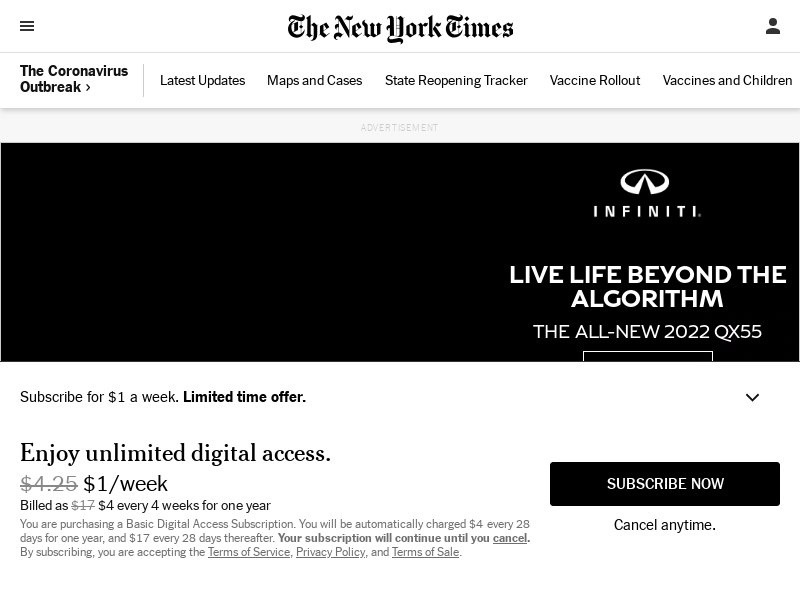 The New York Times
The Coronavirus
Outbreak ›
Latest Updates
Maps and Cases
State Reopening Tracker
Vaccine Rollout
Vaccines and Children
ADVERTISEMENT
INFINITI®
LIVE LIFE BEYOND THE
ALGORITHM
THE ALL-NEW 2022 QX55
Subscribe for $1 a week. Limited time offer.
Enjoy unlimited digital access.
$4.25 $1/week
Billed as $17 $4 every 4 weeks for one year
You are purchasing a Basic Digital Access Subscription. You will be automatically charged $4 every 28
days for one year, and $17 every 28 days thereafter. Your subscription will continue until you cancel.
By subscribing, you are accepting the Terms of Service, Privacy Policy, and Terms of Sale.
SUBSCRIBE NOW
Cancel anytime.